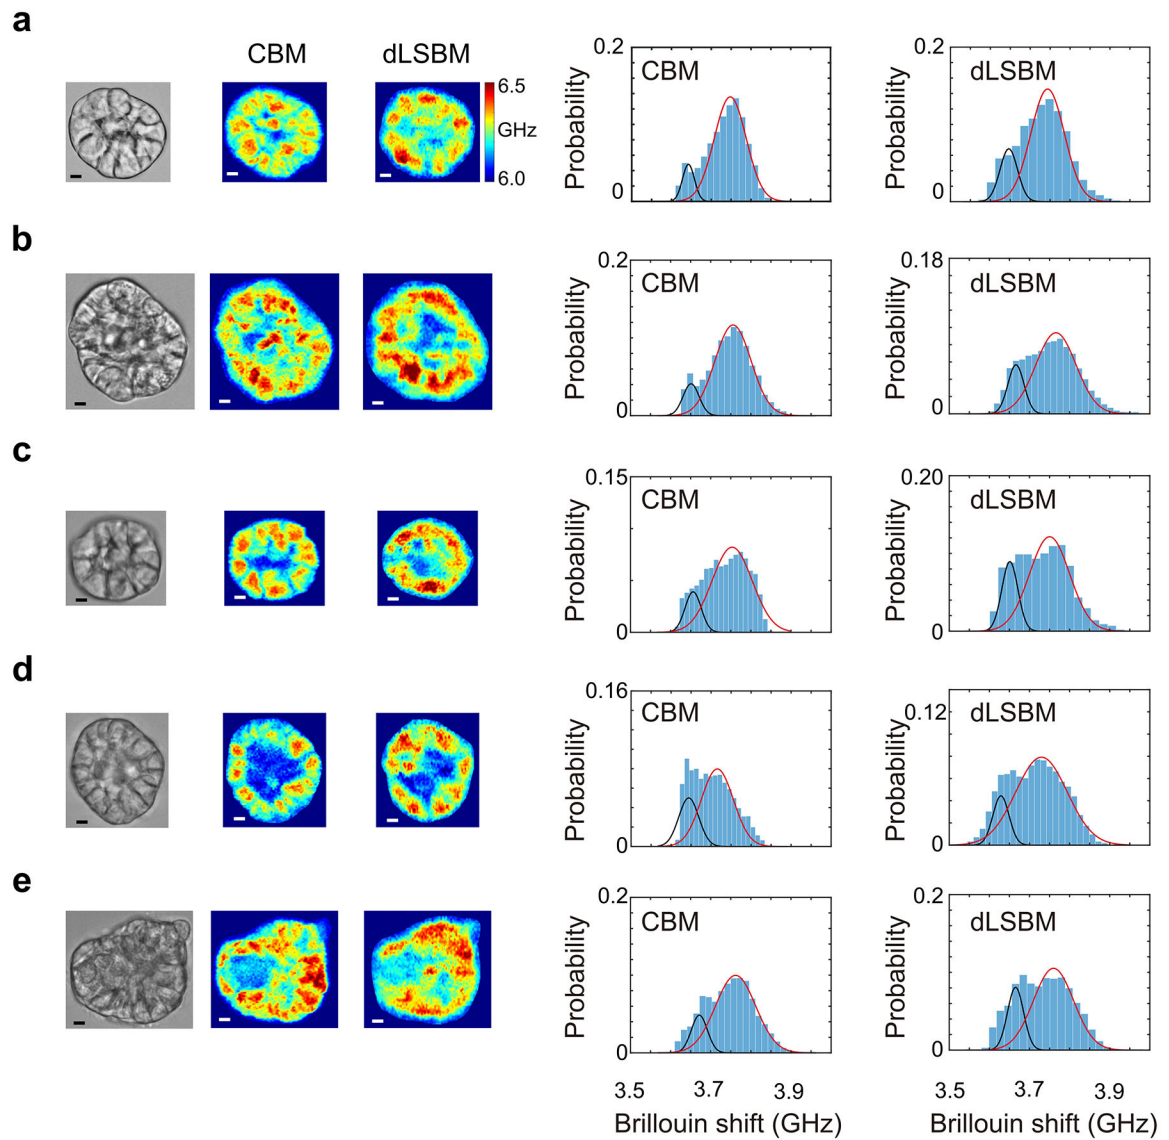 a
CBM
dLSBM
6.5
GHz
6.0
0.2
Probability
0
CBM
0.2
Probability
0
dLSBM
b
0.2
Probability
0
CBM
0.18
Probability
0
dLSBM
c
0.15
Probability
0
CBM
0.20
Probability
0
dLSBM
d
0.16
Probability
0
CBM
0.12
Probability
0
dLSBM
e
0.2
Probability
0
CBM
0.2
Probability
0
dLSBM
3.5 3.7 3.9
Brillouin shift (GHz)
3.5 3.7 3.9
Brillouin shift (GHz)